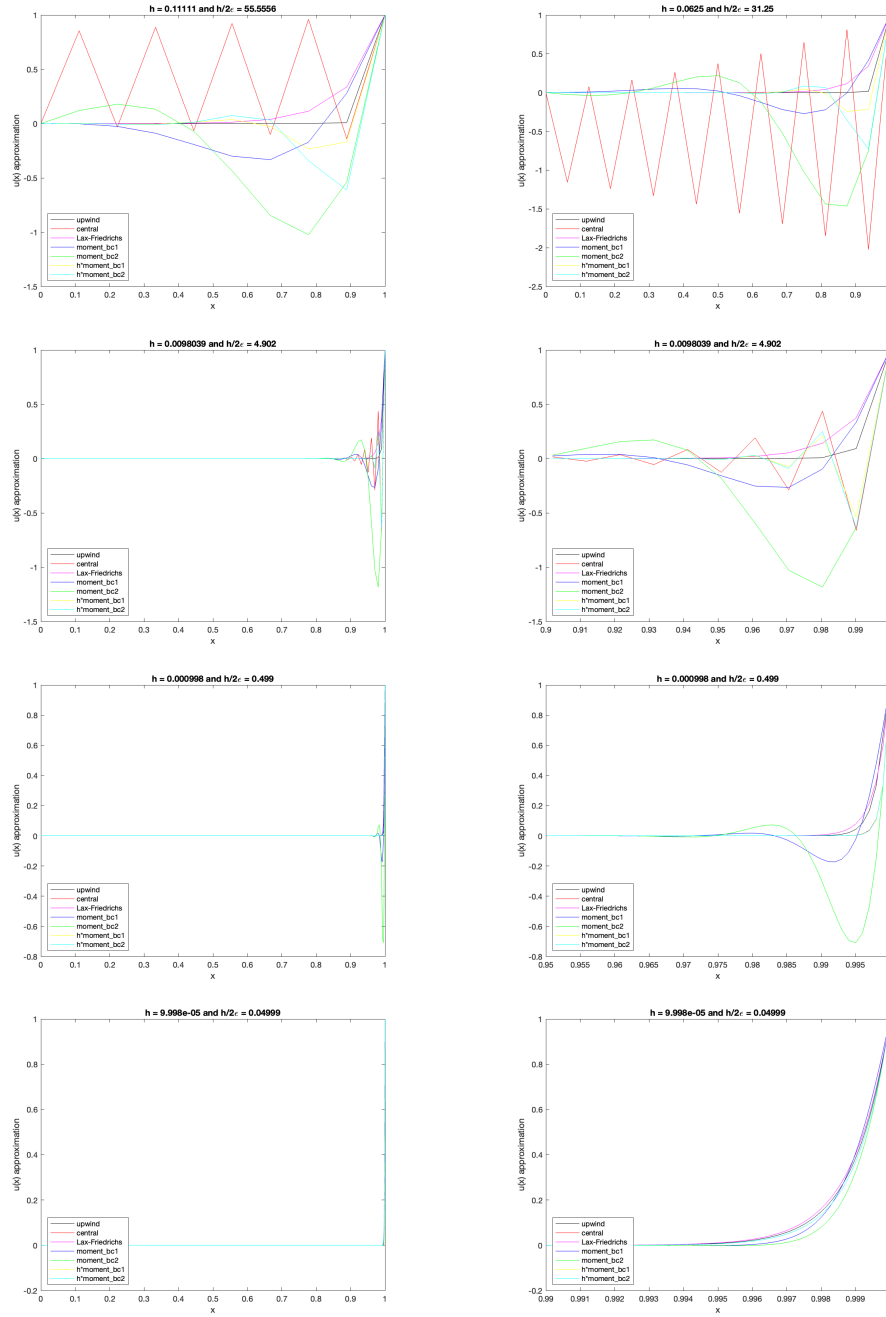 h = 0.11111 and h/2ϵ = 55.5556
1
0.5
0
-0.5
-1
-1.5
u(x) approximation
upwind
central
Lax-Friedrichs
moment_bc1
moment_bc2
h*moment_bc1
h*moment_bc2
0 0.1 0.2 0.3 0.4 0.5 0.6 0.7 0.8 0.9 1
x
h = 0.0625 and h/2ϵ = 31.25
1
0.5
0
-0.5
-1
-1.5
-2
-2.5
u(x) approximation
upwind
central
Lax-Friedrichs
moment_bc1
moment_bc2
h*moment_bc1
h*moment_bc2
0 0.1 0.2 0.3 0.4 0.5 0.6 0.7 0.8 0.9
x
h = 0.0098039 and h/2ϵ = 4.902
1
0.5
0
-0.5
-1
-1.5
u(x) approximation
upwind
central
Lax-Friedrichs
moment_bc1
moment_bc2
h*moment_bc1
h*moment_bc2
0 0.1 0.2 0.3 0.4 0.5 0.6 0.7 0.8 0.9 1
x
h = 0.0098039 and h/2ϵ = 4.902
1
0.5
0
-0.5
-1
-1.5
u(x) approximation
upwind
central
Lax-Friedrichs
moment_bc1
moment_bc2
h*moment_bc1
h*moment_bc2
0.9 0.91 0.92 0.93 0.94 0.95 0.96 0.97 0.98 0.99
x
h = 0.000998 and h/2ϵ = 0.499
1
0.8
0.6
0.4
0.2
0
-0.2
-0.4
-0.6
-0.8
u(x) approximation
upwind
central
Lax-Friedrichs
moment_bc1
moment_bc2
h*moment_bc1
h*moment_bc2
0 0.1 0.2 0.3 0.4 0.5 0.6 0.7 0.8 0.9 1
x
h = 0.000998 and h/2ϵ = 0.499
1
0.8
0.6
0.4
0.2
0
-0.2
-0.4
-0.6
-0.8
u(x) approximation
upwind
central
Lax-Friedrichs
moment_bc1
moment_bc2
h*moment_bc1
h*moment_bc2
0.95 0.955 0.96 0.965 0.97 0.975 0.98 0.985 0.99 0.995
x
h = 9.998e-05 and h/2ϵ = 0.04999
1
0.8
0.6
0.4
0.2
0
-0.2
u(x) approximation
upwind
central
Lax-Friedrichs
moment_bc1
moment_bc2
h*moment_bc1
h*moment_bc2
0 0.1 0.2 0.3 0.4 0.5 0.6 0.7 0.8 0.9 1
x
h = 9.998e-05 and h/2ϵ = 0.04999
1
0.8
0.6
0.4
0.2
0
-0.2
u(x) approximation
upwind
central
Lax-Friedrichs
moment_bc1
moment_bc2
h*moment_bc1
h*moment_bc2
0.99 0.991 0.992 0.993 0.994 0.995 0.996 0.997 0.998 0.999
x